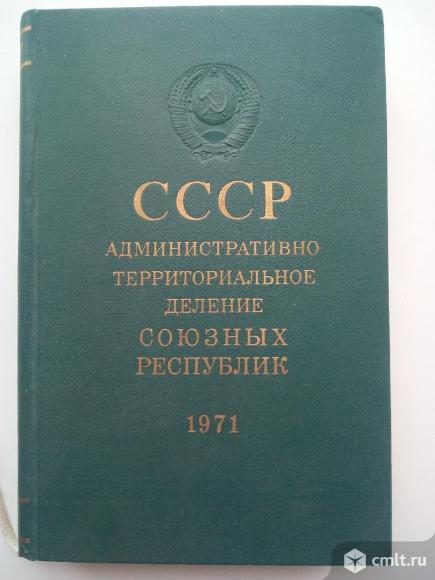 СССР
АДМИНИСТРАТИВНО
ТЕРРИТОРИАЛЬНОЕ
ДЕЛЕНИЕ
СОЮЗНЫХ
РЕСПУБЛИК
1971
cmlt.ru